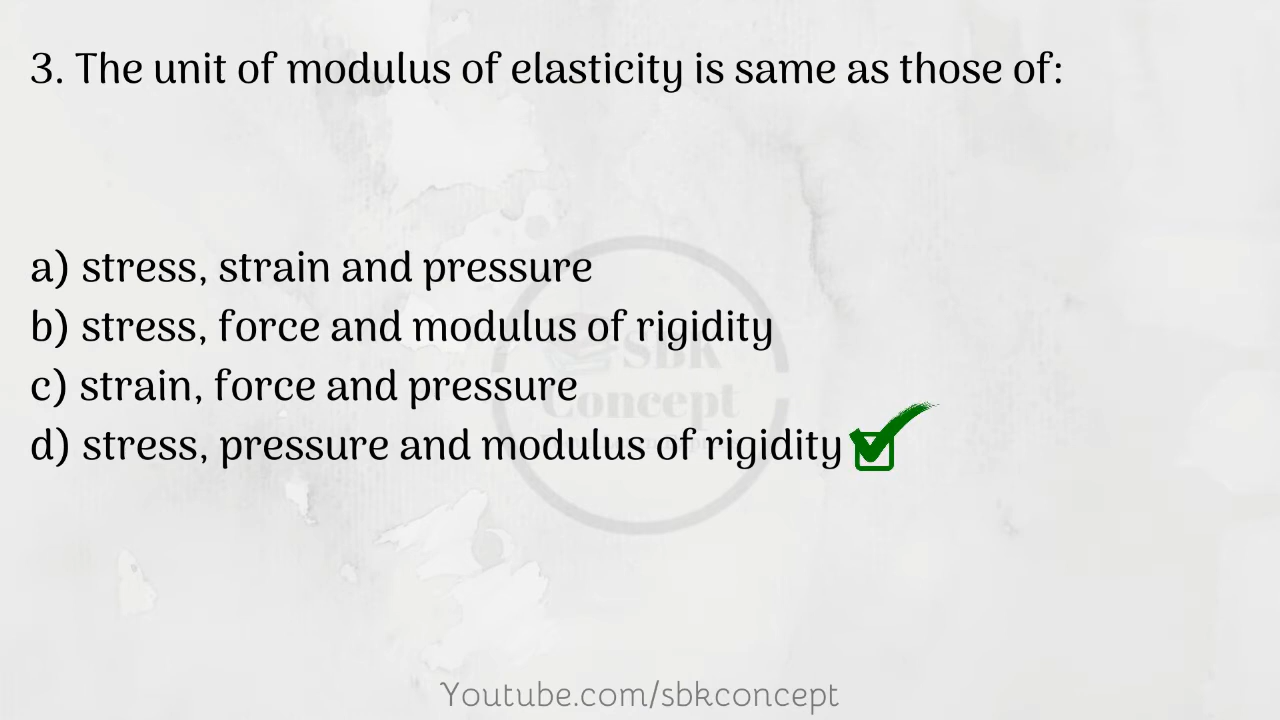 3. The unit of modulus of elasticity is same as those of:
a) stress, strain and pressure
b) stress, force and modulus of rigidity
SBK
c) strain, force and pressure
Concept
d) stress, pressure and modulus of rigidity
Youtube.com/sbkconcept